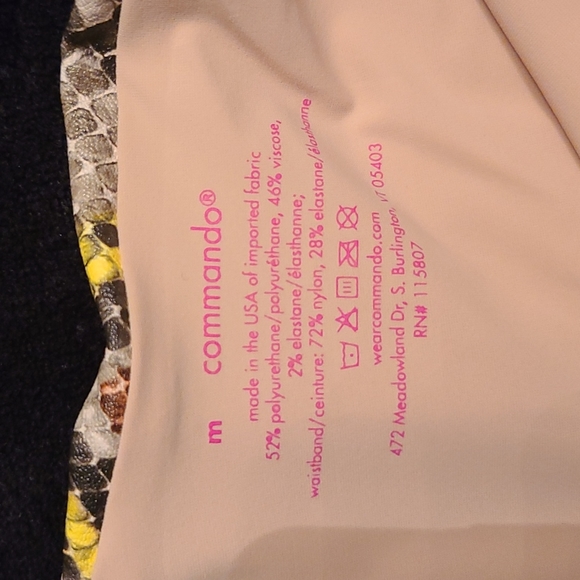 m commando®
made in the USA of imported fabric
52% polyurethane/polyuréthane, 46% viscose,
2% elastane/élasthanne;
waistband/ceinture: 72% nylon, 28% elastane/élasthanne
wearcommando.com
472 Meadowland Dr, S. Burlington, VT 05403
RN# 115807